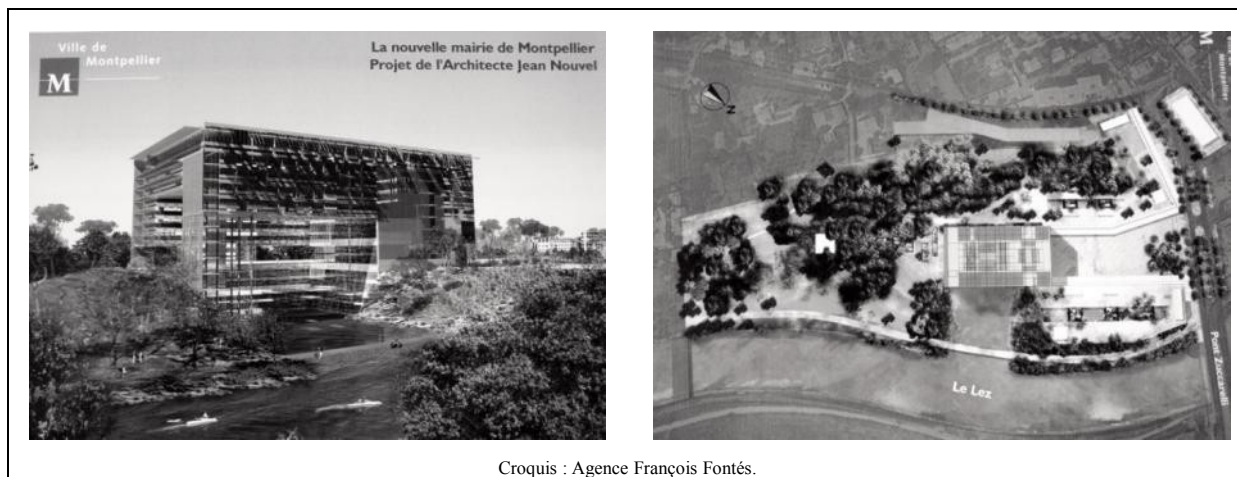 Ville de
Montpellier
M
La nouvelle mairie de Montpellier
Projet de l'Architecte Jean Nouvel
N
M
Montpellier
Pont Zuccarelli
Le Lez
Croquis : Agence François Fontés.